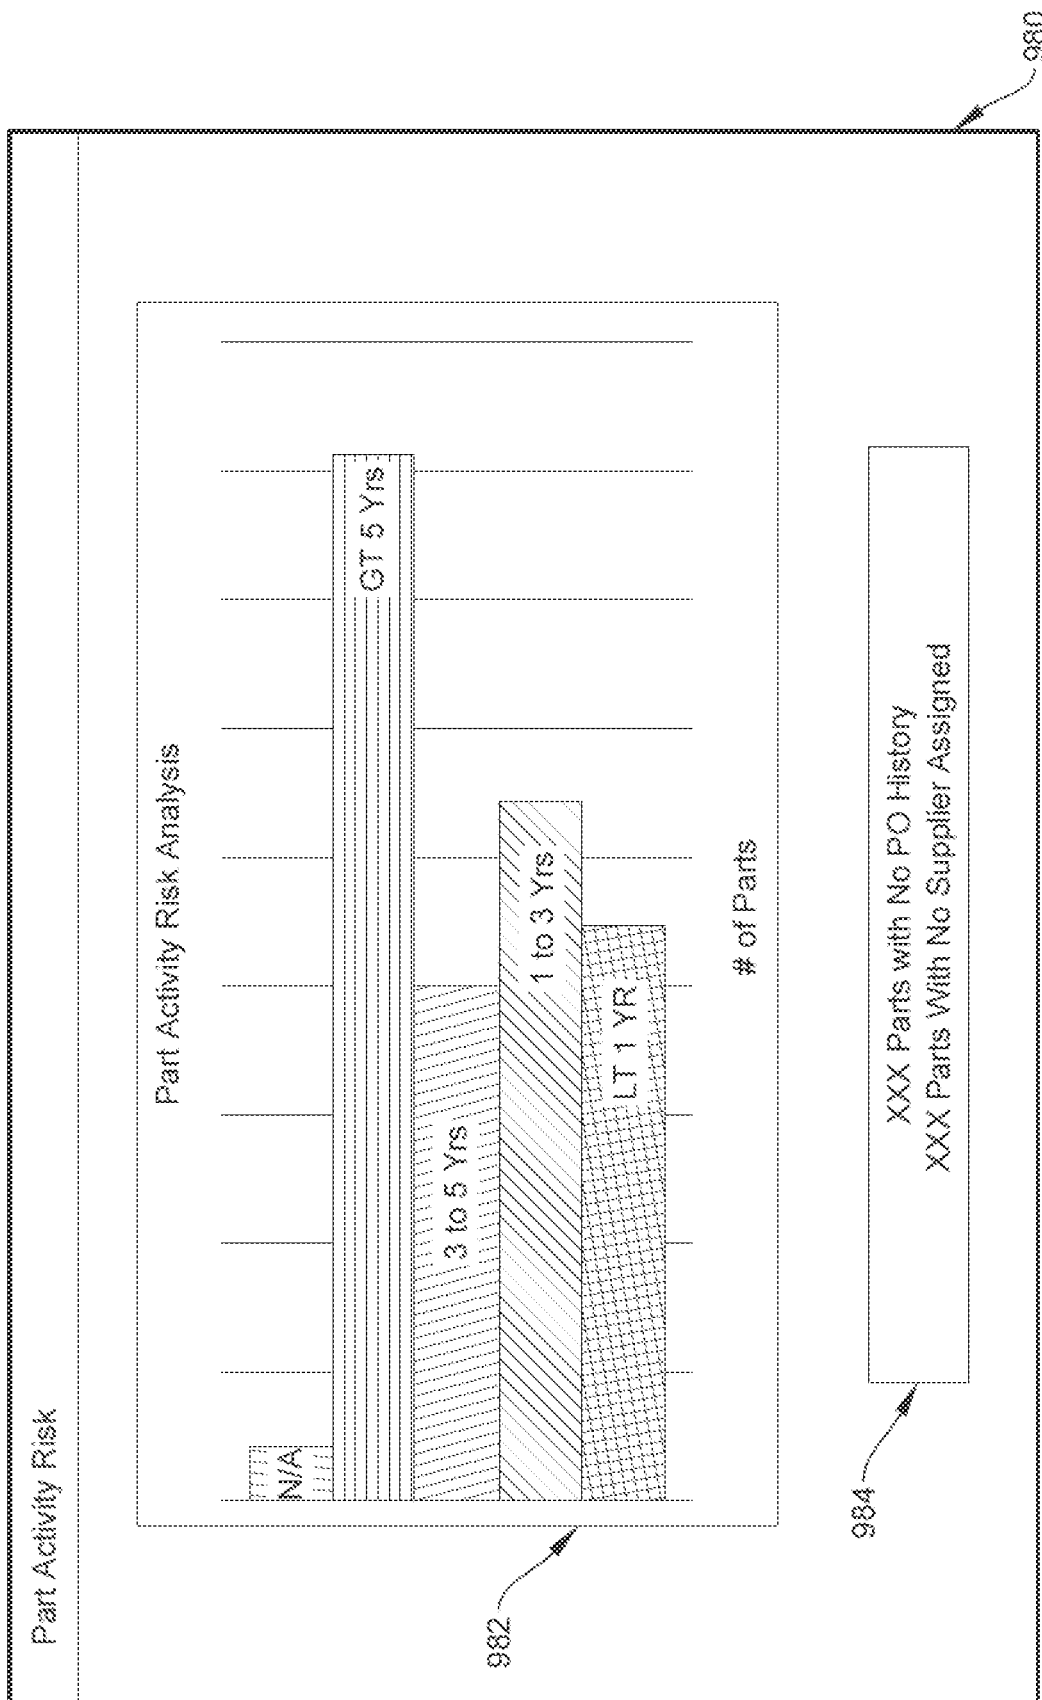 Part Activity Risk
Part Activity Risk Analysis
N/A
GT 5 Yrs
3 to 5 Yrs
1 to 3 Yrs
LT 1 YR
# of Parts
XXX Parts with No PO History
XXX Parts With No Supplier Assigned
982
984
980